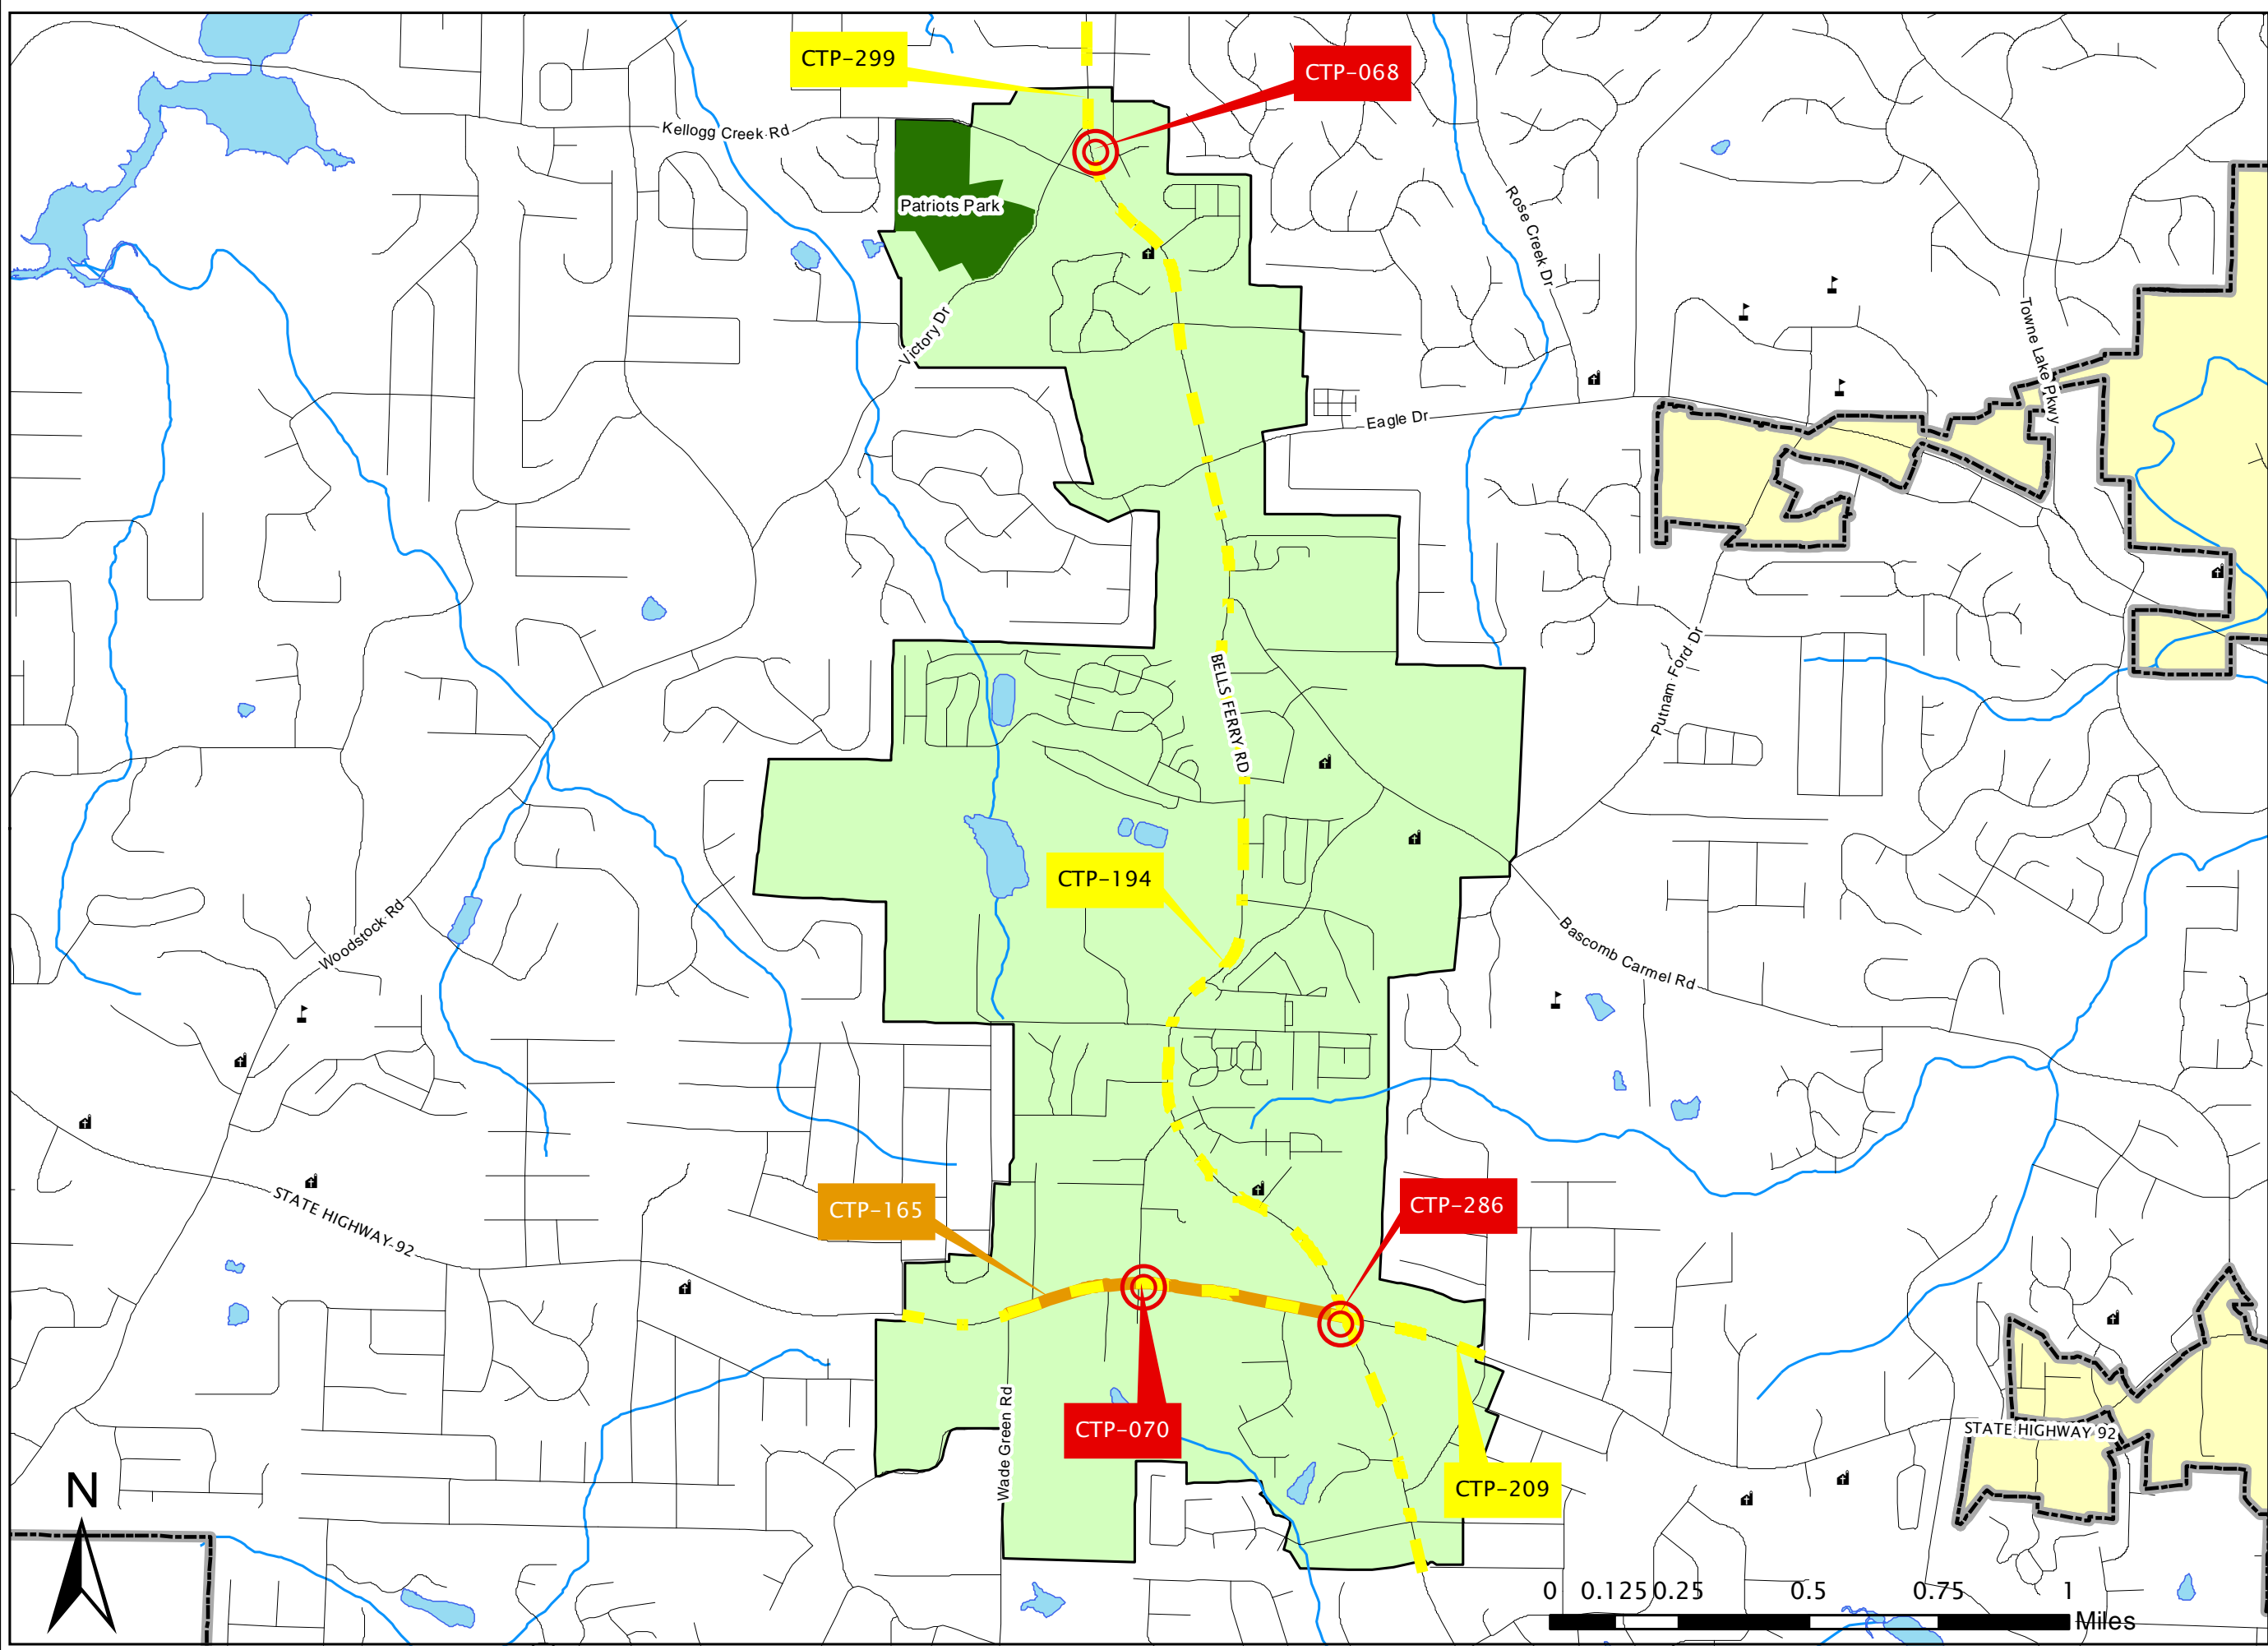 CTP-299
CTP-068
Kellogg Creek Rd
Patriots Park
Rose Creek Dr
Victory Dr
Towne Lake Pkwy
Eagle Dr
BELLS FERRY RD
Putnam Ford Dr
CTP-194
Woodstock Rd
Bascomb Carmel Rd
STATE HIGHWAY 92
CTP-165
CTP-286
Wade Green Rd
CTP-070
STATE HIGHWAY 92
CTP-209
N
0 0.125 0.25 0.5 0.75 1
Miles